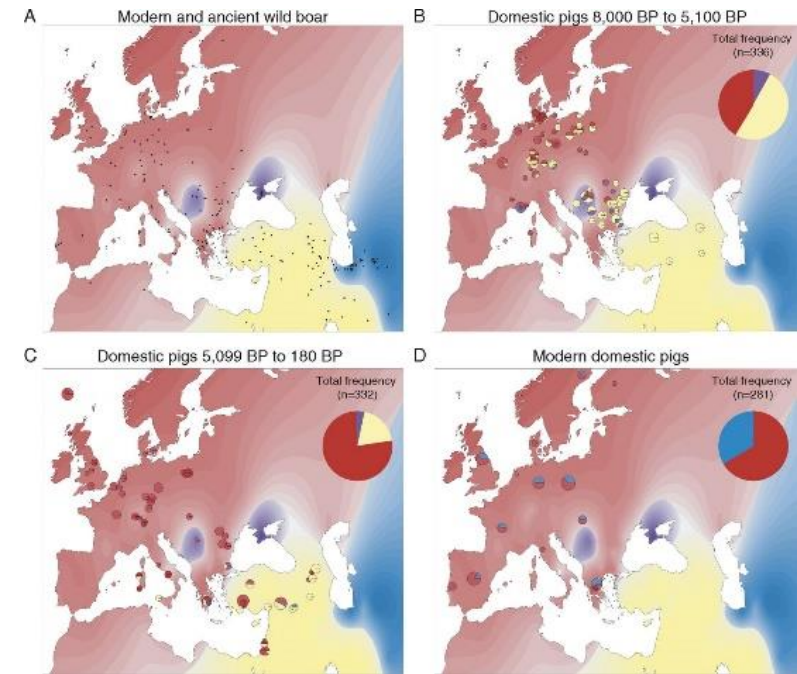 A Modern and ancient wild boar
B Domestic pigs 8,000 BP to 5,100 BP
Total frequency
(n=336)
C Domestic pigs 5,099 BP to 180 BP
Total frequency
(n=332)
D Modern domestic pigs
Total frequency
(n=281)